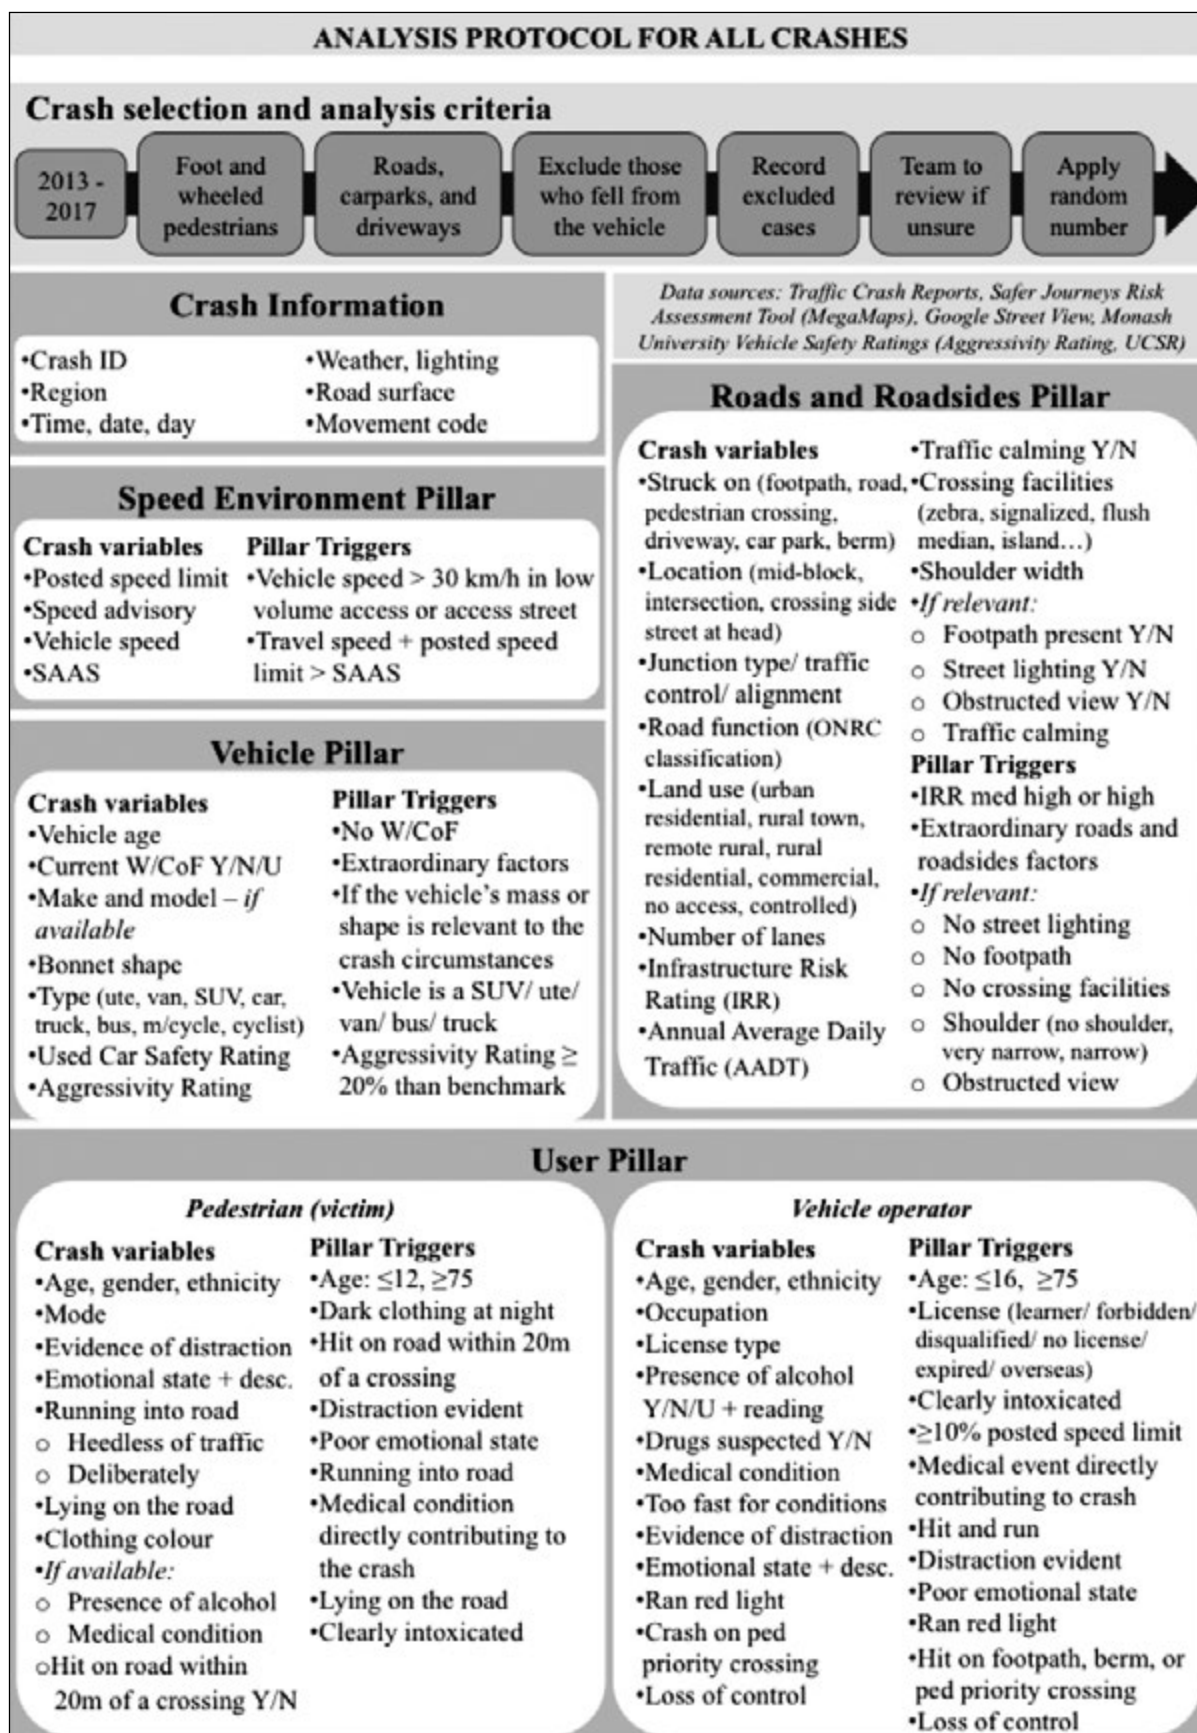 ANALYSIS PROTOCOL FOR ALL CRASHES
Crash selection and analysis criteria
2013 -
2017
Foot and
wheeled
pedestrians
Roads,
carparks, and
driveways
Exclude those
who fell from
the vehicle
Record
excluded
cases
Team to
review if
unsure
Apply
random
number
Crash Information
•Crash ID
•Region
•Time, date, day
•Weather, lighting
•Road surface
•Movement code
Data sources: Traffic Crash Reports, Safer Journeys Risk
Assessment Tool (MegaMaps), Google Street View, Monash
University Vehicle Safety Ratings (Aggressivity Rating, UCSR)
Speed Environment Pillar
Crash variables
•Posted speed limit
•Speed advisory
•Vehicle speed
•SAAS
Pillar Triggers
•Vehicle speed > 30 km/h in low
volume access or access street
•Travel speed + posted speed
limit > SAAS
Vehicle Pillar
Crash variables
•Vehicle age
•Current W/CoF Y/N/U
•Make and model – if
available
•Bonnet shape
•Type (ute, van, SUV, car,
truck, bus, m/cycle, cyclist)
•Used Car Safety Rating
•Aggressivity Rating
Pillar Triggers
•No W/CoF
•Extraordinary factors
•If the vehicle's mass or
shape is relevant to the
crash circumstances
•Vehicle is a SUV/ ute/
van/ bus/ truck
•Aggressivity Rating ≥
20% than benchmark
Roads and Roadsides Pillar
Crash variables
•Struck on (footpath, road,
pedestrian crossing,
driveway, car park, berm)
•Location (mid-block,
intersection, crossing side
street at head)
•Junction type/ traffic
control/ alignment
•Road function (ONRC
classification)
•Land use (urban
residential, rural town,
remote rural, rural
residential, commercial,
no access, controlled)
•Number of lanes
•Infrastructure Risk
Rating (IRR)
•Annual Average Daily
Traffic (AADT)
•Traffic calming Y/N
•Crossing facilities
(zebra, signalized, flush
median, island…)
•Shoulder width
•If relevant:
o Footpath present Y/N
o Street lighting Y/N
o Obstructed view Y/N
o Traffic calming
Pillar Triggers
•IRR med high or high
•Extraordinary roads and
roadsides factors
•If relevant:
o No street lighting
o No footpath
o No crossing facilities
o Shoulder (no shoulder,
very narrow, narrow)
o Obstructed view
User Pillar
Pedestrian (victim)
Crash variables
•Age, gender, ethnicity
•Mode
•Evidence of distraction
•Emotional state + desc.
•Running into road
o Heedless of traffic
o Deliberately
•Lying on the road
•Clothing colour
•If available:
o Presence of alcohol
o Medical condition
oHit on road within
20m of a crossing Y/N
Pillar Triggers
•Age: ≤12, ≥75
•Dark clothing at night
•Hit on road within 20m
of a crossing
•Distraction evident
•Poor emotional state
•Running into road
•Medical condition
directly contributing to
the crash
•Lying on the road
•Clearly intoxicated
Vehicle operator
Crash variables
•Age, gender, ethnicity
•Occupation
•License type
•Presence of alcohol
Y/N/U + reading
•Drugs suspected Y/N
•Medical condition
•Too fast for conditions
•Evidence of distraction
•Emotional state + desc.
•Ran red light
•Crash on ped
priority crossing
•Loss of control
Pillar Triggers
•Age: ≤16, ≥75
•License (learner/ forbidden/
disqualified/ no license/
expired/ overseas)
•Clearly intoxicated
•≥10% posted speed limit
•Medical event directly
contributing to crash
•Hit and run
•Distraction evident
•Poor emotional state
•Ran red light
•Hit on footpath, berm, or
ped priority crossing
•Loss of control